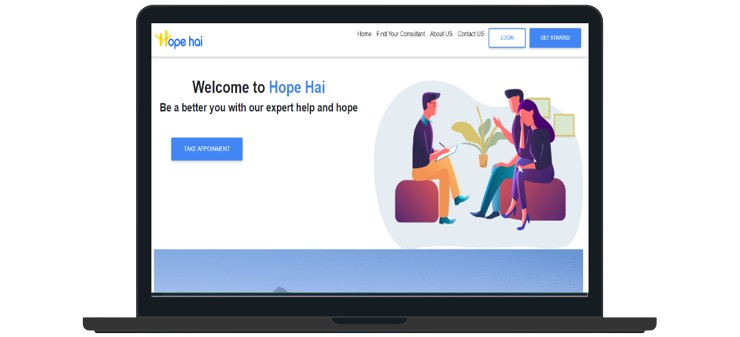 Hope hai
Home Find Your Consultant About US Contact US LOGIN GET STRATED
Welcome to Hope Hai
Be a better you with our expert help and hope
TAKE APPOINMENT